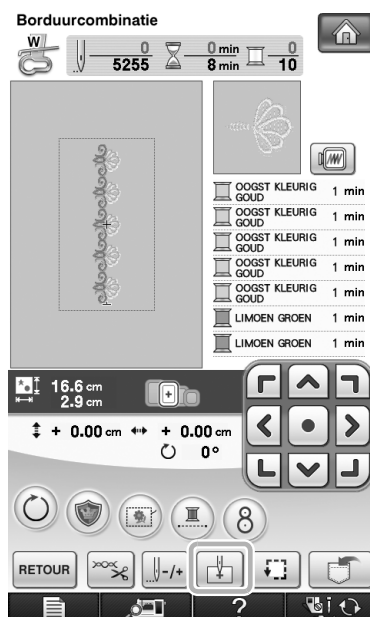 Borduurcombinatie
W
0
5255
0 min
8 min
0
10
OOGST KLEURIG
GOUD
1 min
OOGST KLEURIG
GOUD
1 min
OOGST KLEURIG
GOUD
1 min
OOGST KLEURIG
GOUD
1 min
OOGST KLEURIG
GOUD
1 min
LIMOEN GROEN
1 min
LIMOEN GROEN
1 min
16.6 cm
2.9 cm
+ 0.00 cm
+ 0.00 cm
0°
8
RETOUR
-/+
?
i